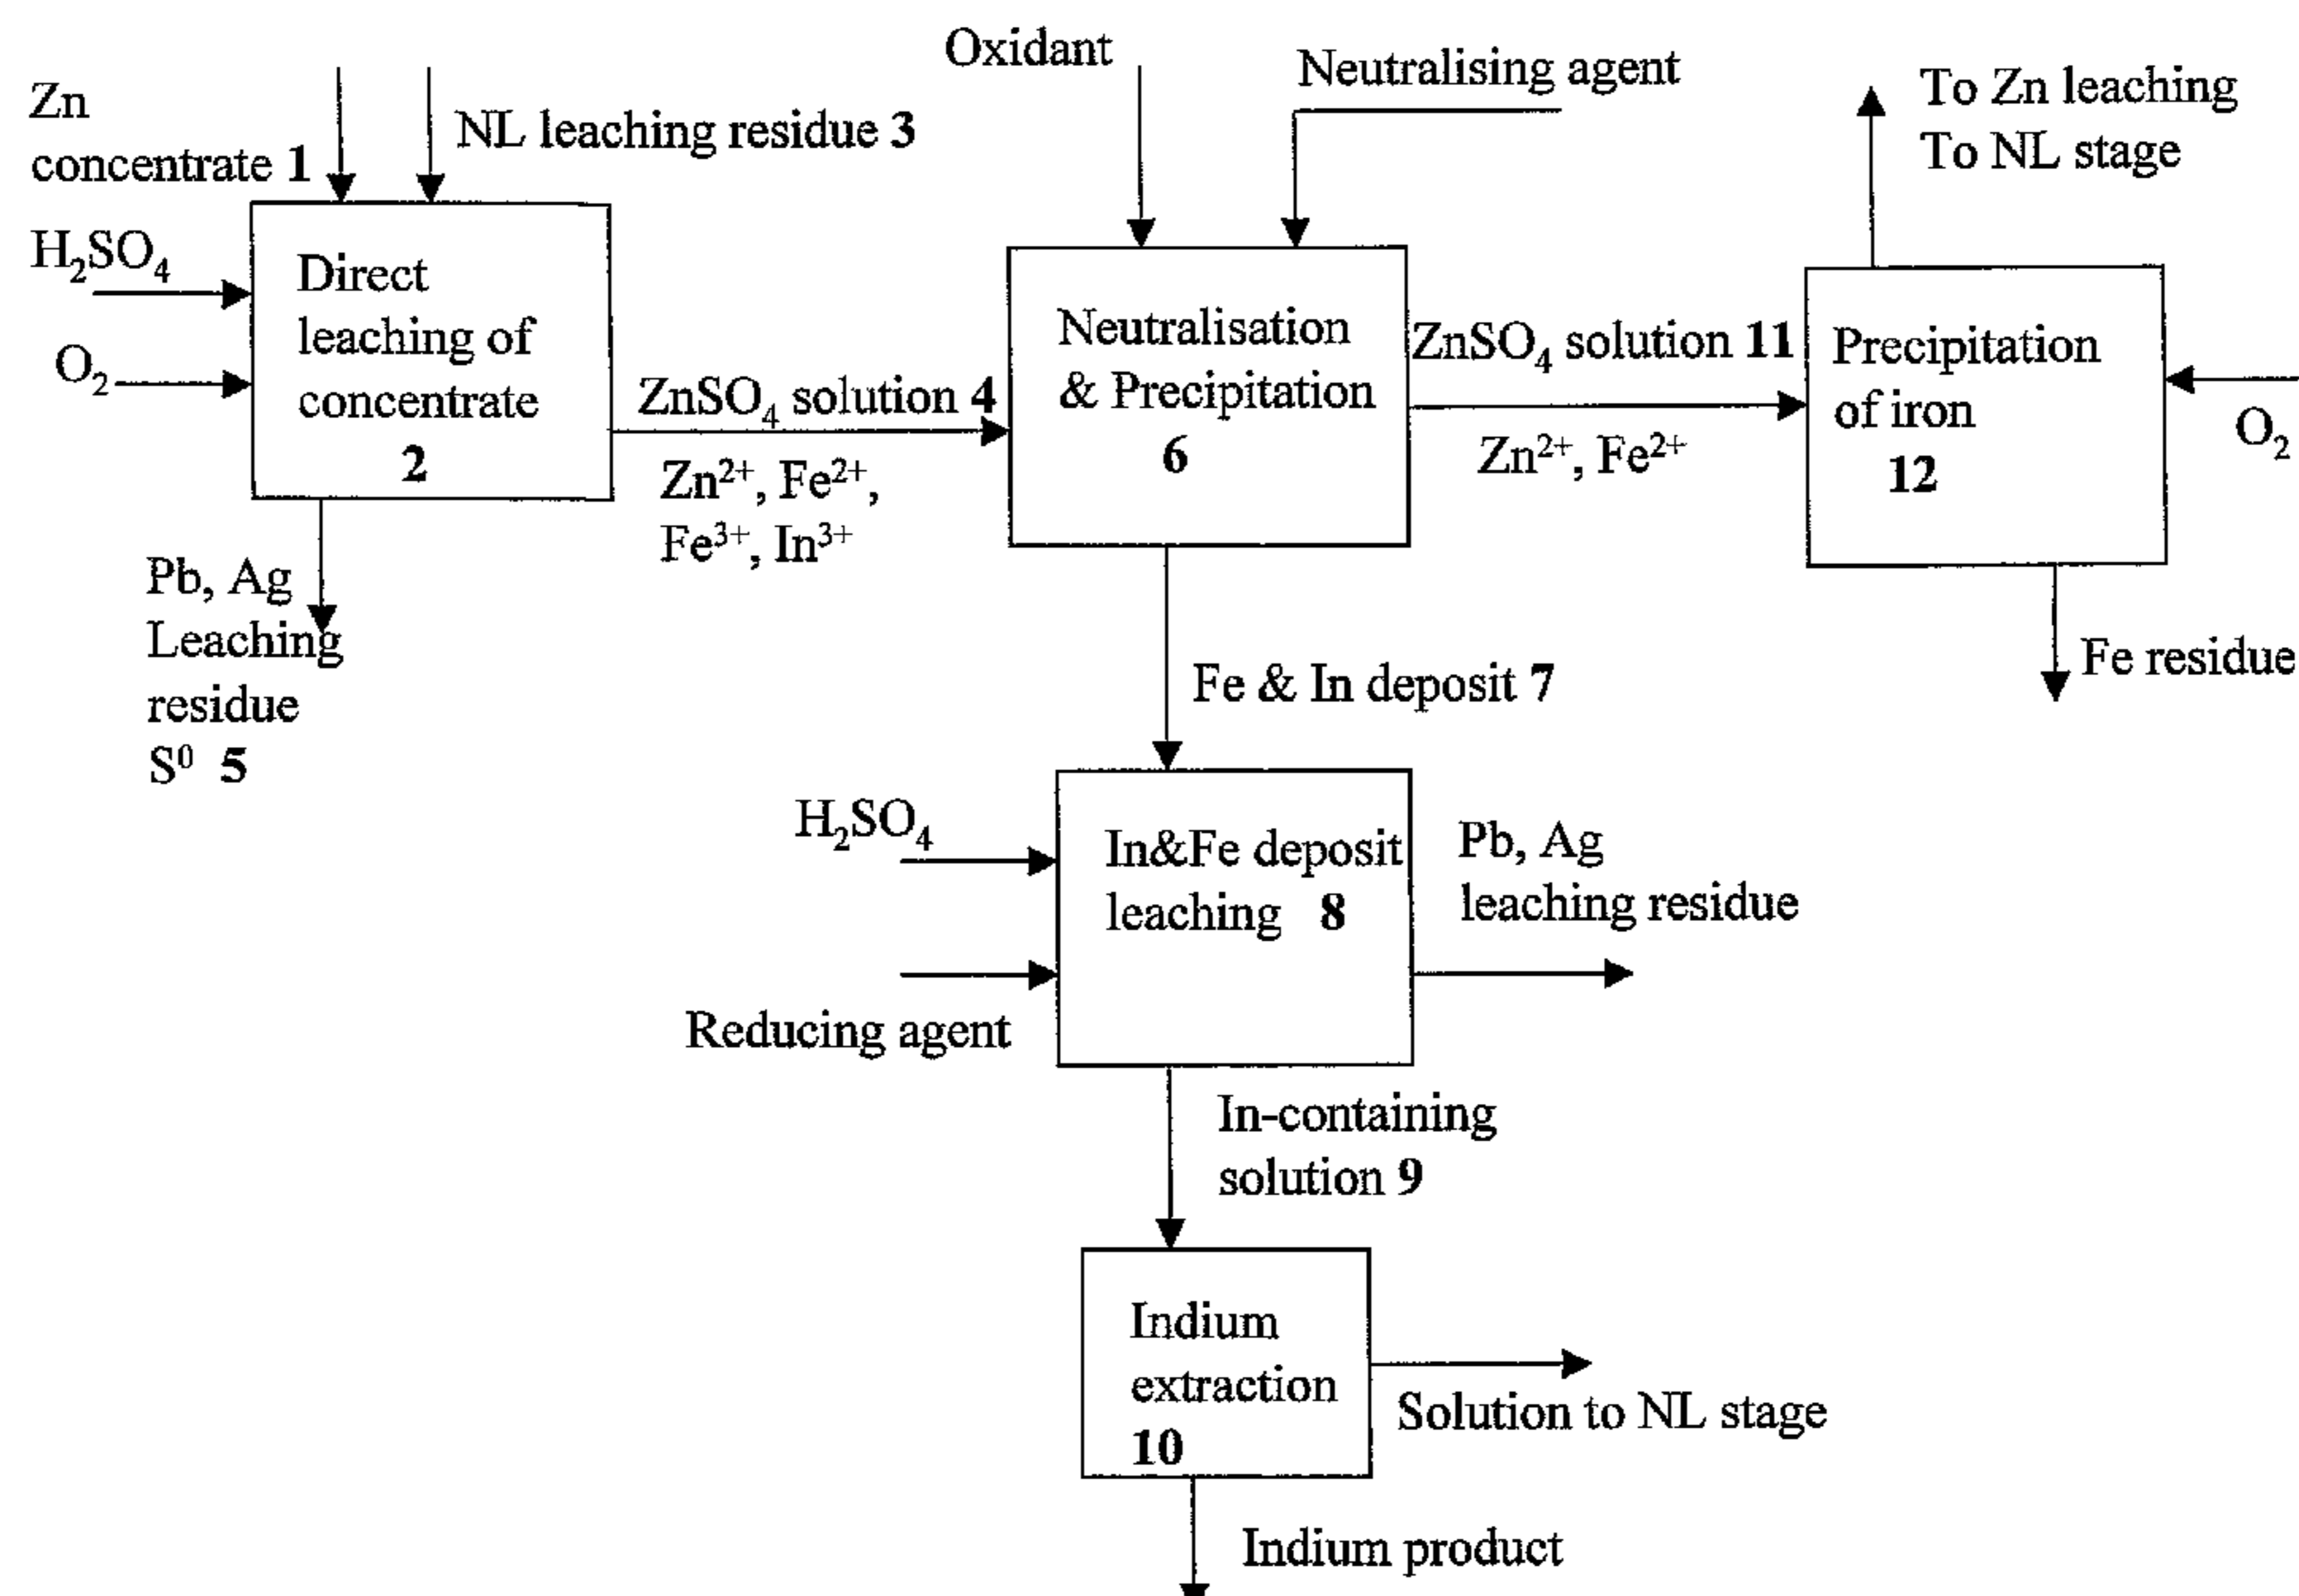 Zn
concentrate 1
NL leaching residue 3
H₂SO₄
O₂
Direct
leaching of
concentrate
2
Pb, Ag
Leaching
residue
S⁰ 5
ZnSO₄ solution 4
Zn²⁺, Fe²⁺,
Fe³⁺, In³⁺
Oxidant
Neutralising agent
Neutralisation
& Precipitation
6
ZnSO₄ solution 11
Zn²⁺, Fe²⁺
To Zn leaching
To NL stage
Precipitation
of iron
12
O₂
Fe residue
Fe & In deposit 7
H₂SO₄
Reducing agent
In&Fe deposit
leaching 8
Pb, Ag
leaching residue
In-containing
solution 9
Indium
extraction
10
Solution to NL stage
Indium product